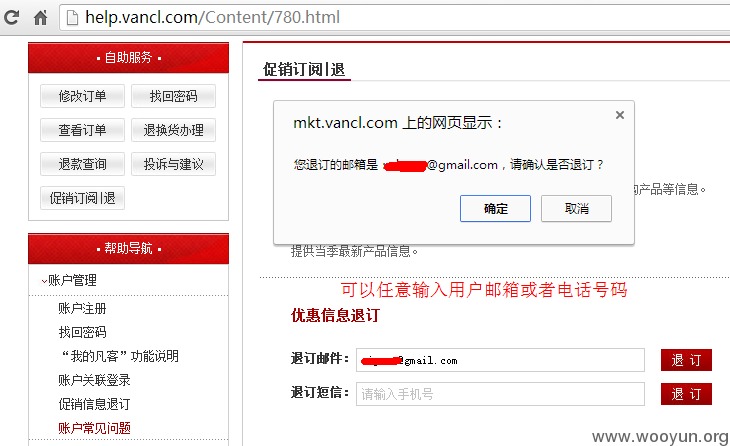 help.vancl.com/Content/780.html
• 自助服务 •
修改订单 找回密码
查看订单 退换货办理
退款查询 投诉与建议
促销订阅|退
• 帮助导航 •
账户管理
账户注册
找回密码
“我的凡客”功能说明
账户关联登录
促销信息退订
账户常见问题
促销订阅|退
mkt.vancl.com 上的网页显示：
您退订的邮箱是 @gmail.com，请确认是否退订？
确定 取消
产品等信息。
提供当季最新产品信息。
可以任意输入用户邮箱或者电话号码
优惠信息退订
退订邮件： @gmail.com 退 订
退订短信： 请输入手机号 退 订
www.wooyun.org